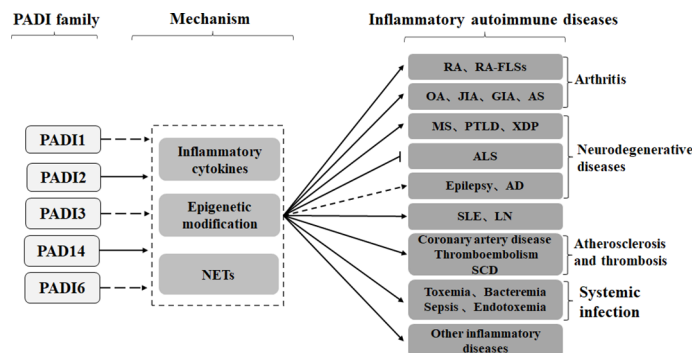 PADI family
Mechanism
Inflammatory autoimmune diseases
PADI1
PADI2
PADI3
PAD14
PADI6
Inflammatory
cytokines
Epigenetic
modification
NETs
RA、RA-FLSs
OA、JIA、GIA、AS
Arthritis
MS、PTLD、XDP
ALS
Epilepsy、AD
Neurodegenerative
diseases
SLE、LN
Coronary artery disease
Thromboembolism
SCD
Atherosclerosis
and thrombosis
Toxemia、Bacteremia
Sepsis、Endotoxemia
Systemic
infection
Other inflammatory
diseases